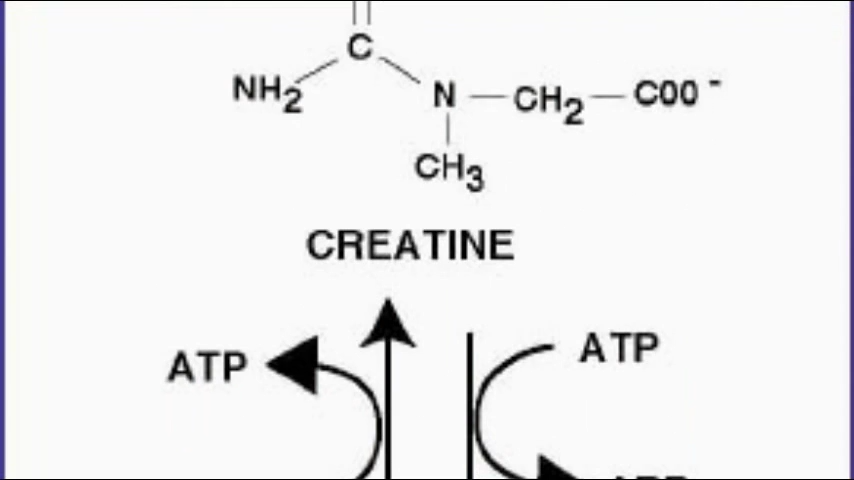 C
NH2 N CH2 COO -
CH3
CREATINE
ATP ATP